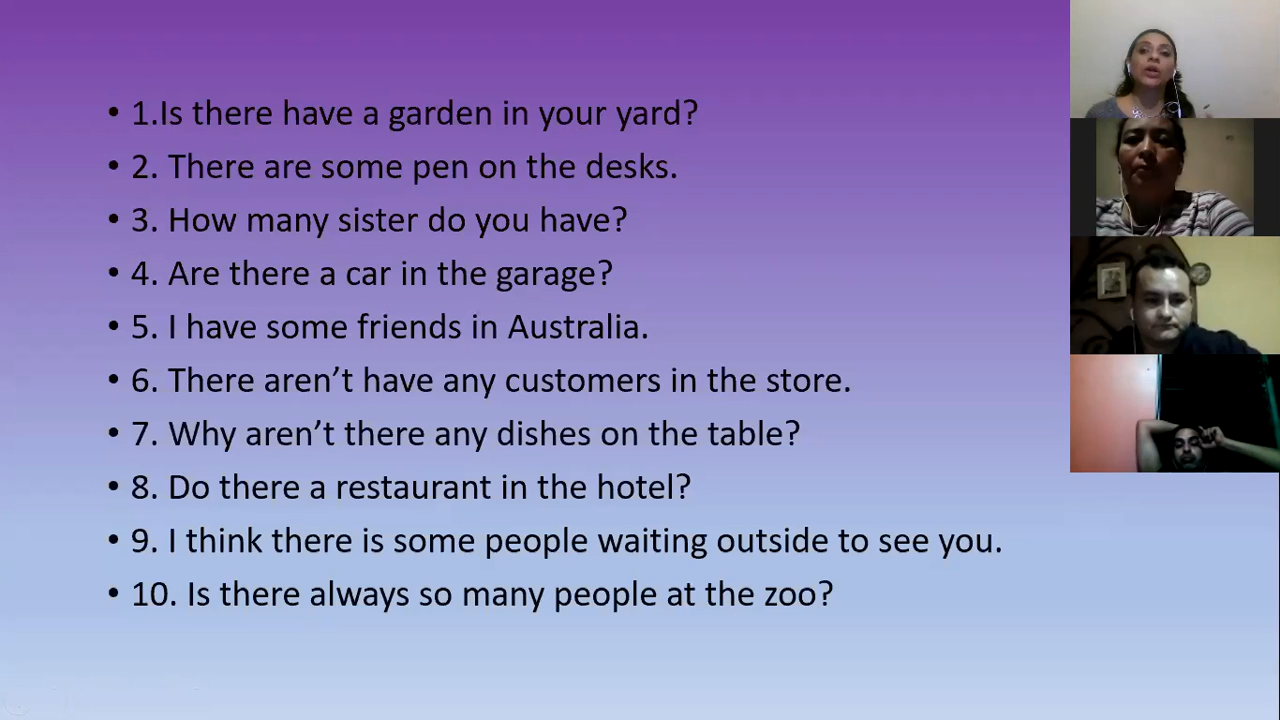 • 1.Is there have a garden in your yard?
• 2. There are some pen on the desks.
• 3. How many sister do you have?
• 4. Are there a car in the garage?
• 5. I have some friends in Australia.
• 6. There aren’t have any customers in the store.
• 7. Why aren’t there any dishes on the table?
• 8. Do there a restaurant in the hotel?
• 9. I think there is some people waiting outside to see you.
• 10. Is there always so many people at the zoo?